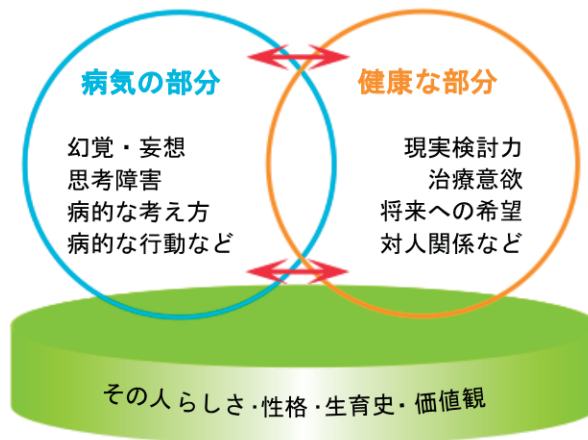 病気の部分
幻覚・妄想
思考障害
病的な考え方
病的な行動など
健康な部分
現実検討力
治療意欲
将来への希望
対人関係など
その人らしさ・性格・生育史・価値観